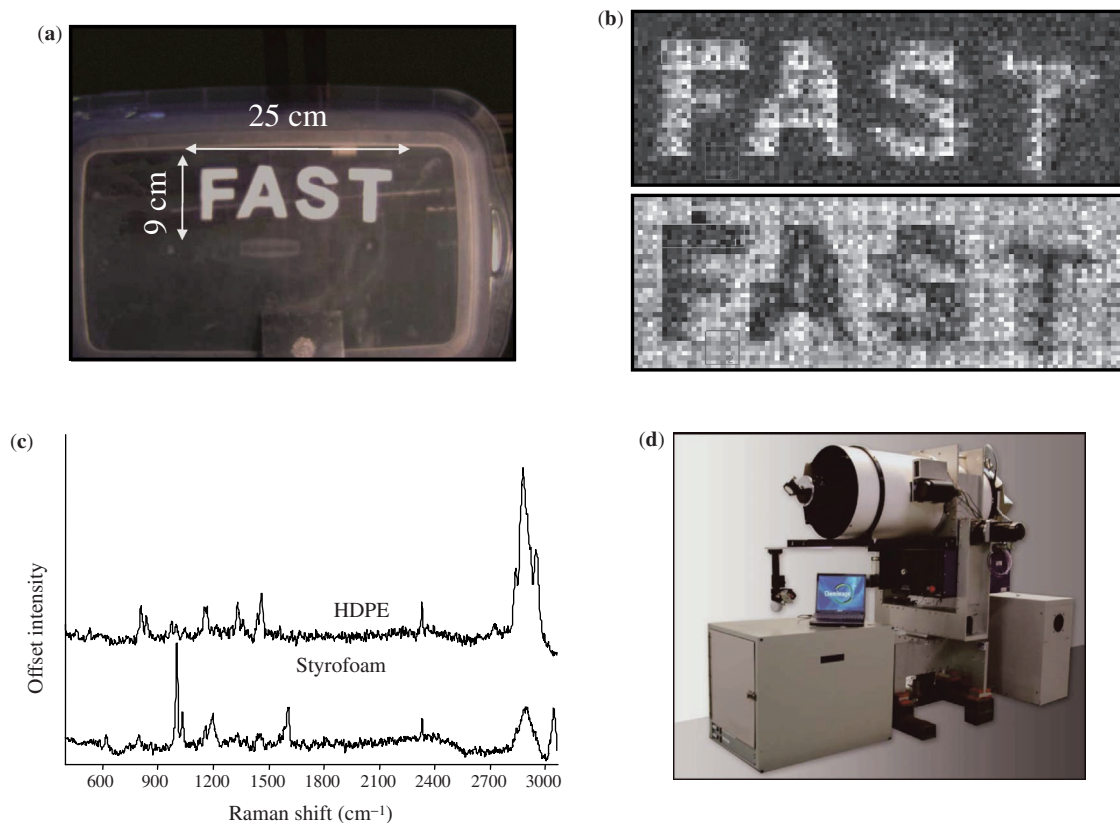 (a)
25 cm
9 cm
FAST
(b)
FAST
FAST
(c)
Offset intensity
HDPE
Styrofoam
600 900 1200 1500 1800 2100 2400 2700 3000
Raman shift (cm⁻¹)
(d)